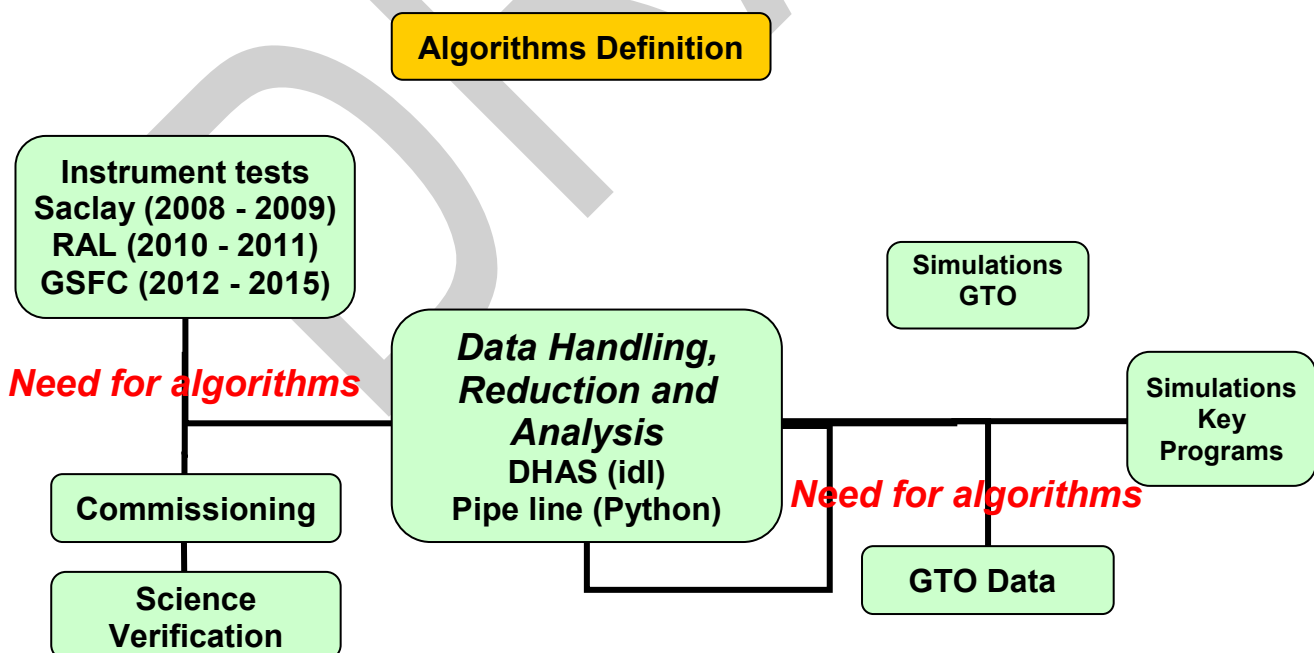 Algorithms Definition
Instrument tests
Saclay (2008 - 2009)
RAL (2010 - 2011)
GSFC (2012 - 2015)
Need for algorithms
Commissioning
Science
Verification
Data Handling,
Reduction and
Analysis
DHAS (idl)
Pipe line (Python)
Simulations
GTO
Simulations
Key
Programs
Need for algorithms
GTO Data